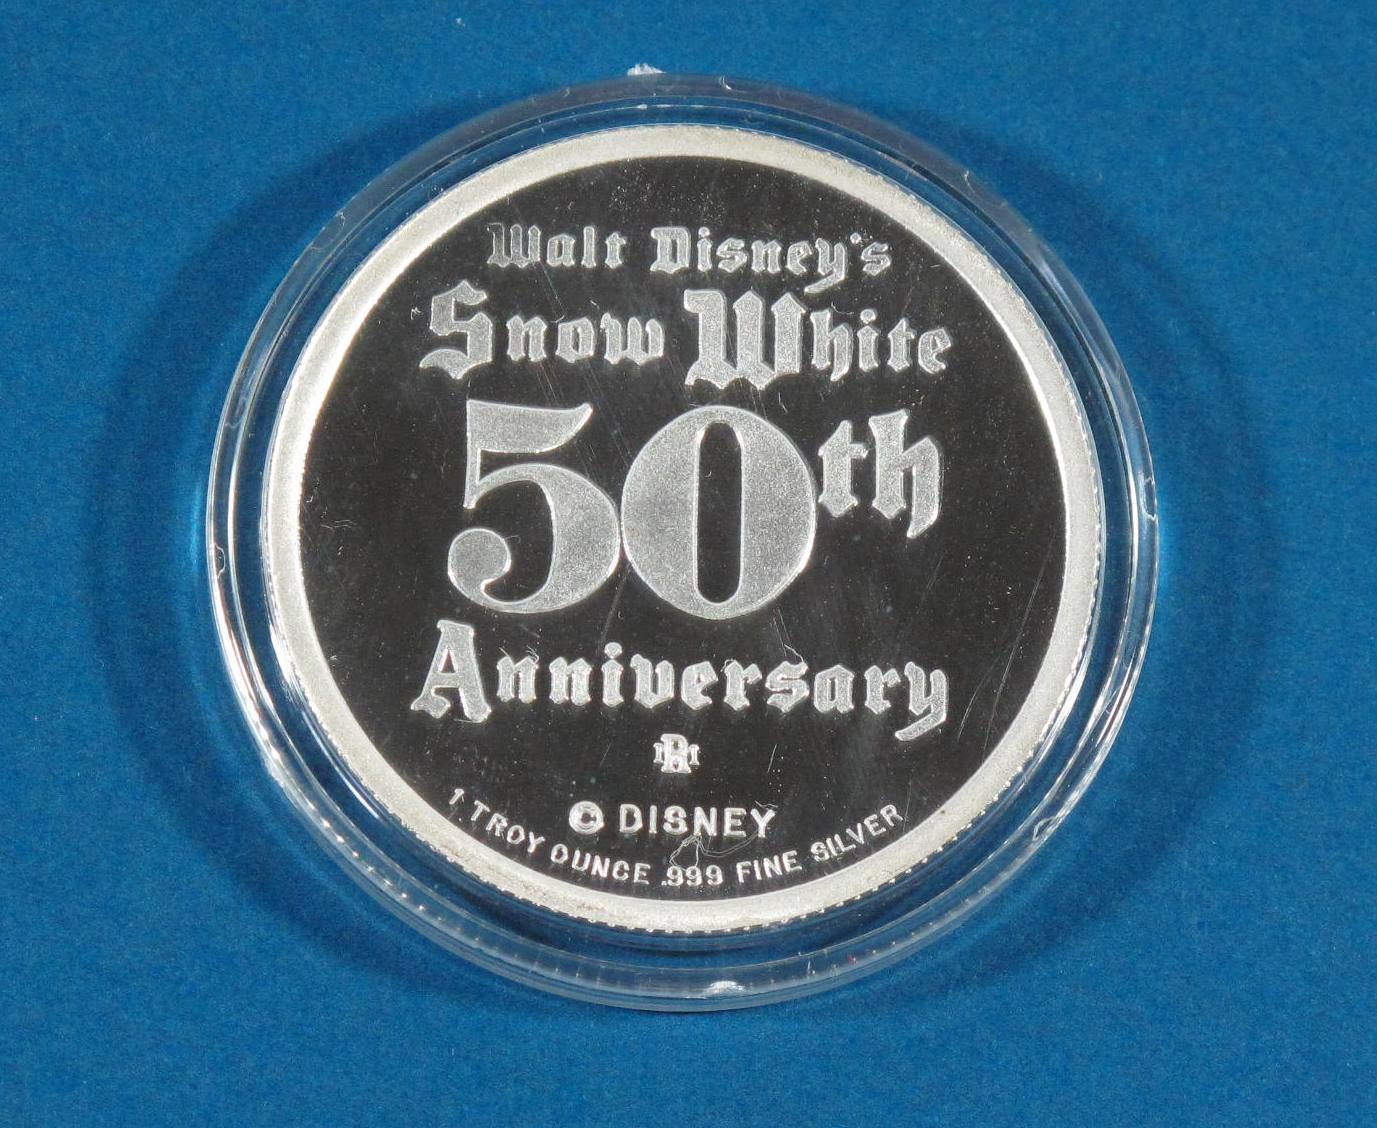 Walt Disney's
Snow White
50th
Anniversary
© DISNEY
1 TROY OUNCE .999 FINE SILVER